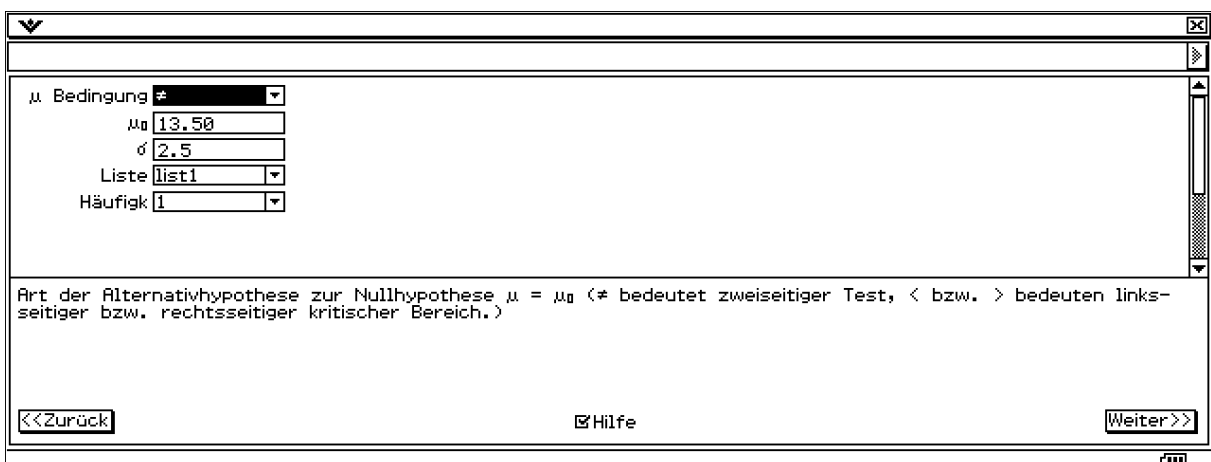 μ Bedingung ≠
μ₀ 13.50
σ 2.5
Liste list1
Häufigk 1
Art der Alternativhypothese zur Nullhypothese μ = μ₀ (≠ bedeutet zweiseitiger Test, < bzw. > bedeuten links-
seitiger bzw. rechtsseitiger kritischer Bereich.)
<<Zurück Hilfe Weiter>>